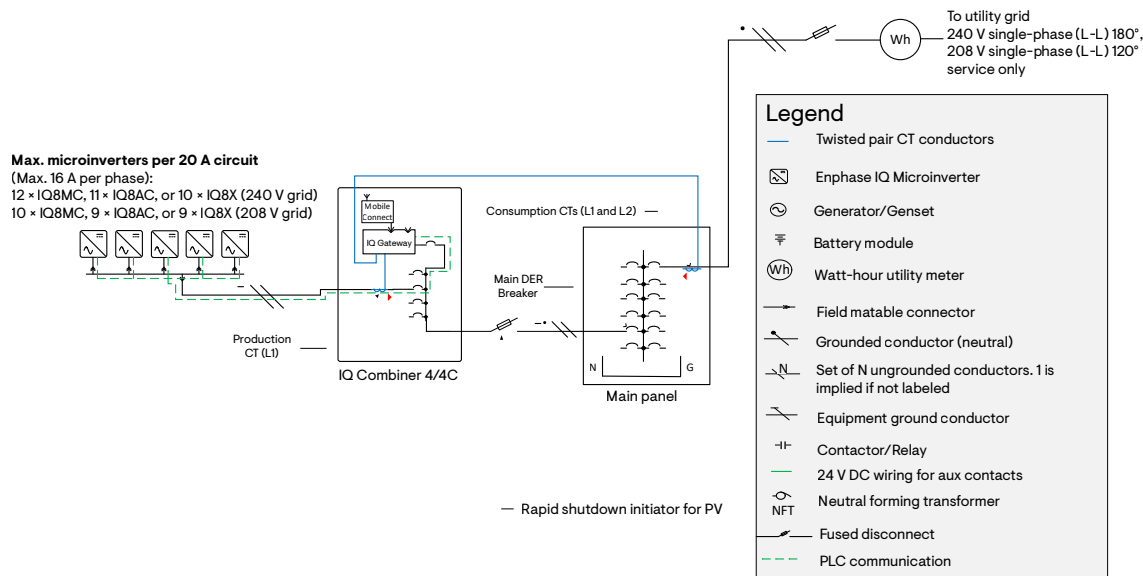 To utility grid
240 V single-phase (L-L) 180°,
208 V single-phase (L-L) 120°
service only
Wh
Max. microinverters per 20 A circuit
(Max. 16 A per phase):
12 × IQ8MC, 11 × IQ8AC, or 10 × IQ8X (240 V grid)
10 × IQ8MC, 9 × IQ8AC, or 9 × IQ8X (208 V grid)
Mobile
Connect
IQ Gateway
Production
CT (L1)
IQ Combiner 4/4C
Consumption CTs (L1 and L2)
Main DER
Breaker
N
G
Main panel
Rapid shutdown initiator for PV
Legend
Twisted pair CT conductors
Enphase IQ Microinverter
Generator/Genset
Battery module
Wh Watt-hour utility meter
Field matable connector
Grounded conductor (neutral)
N Set of N ungrounded conductors. 1 is
implied if not labeled
Equipment ground conductor
Contactor/Relay
24 V DC wiring for aux contacts
NFT Neutral forming transformer
Fused disconnect
PLC communication